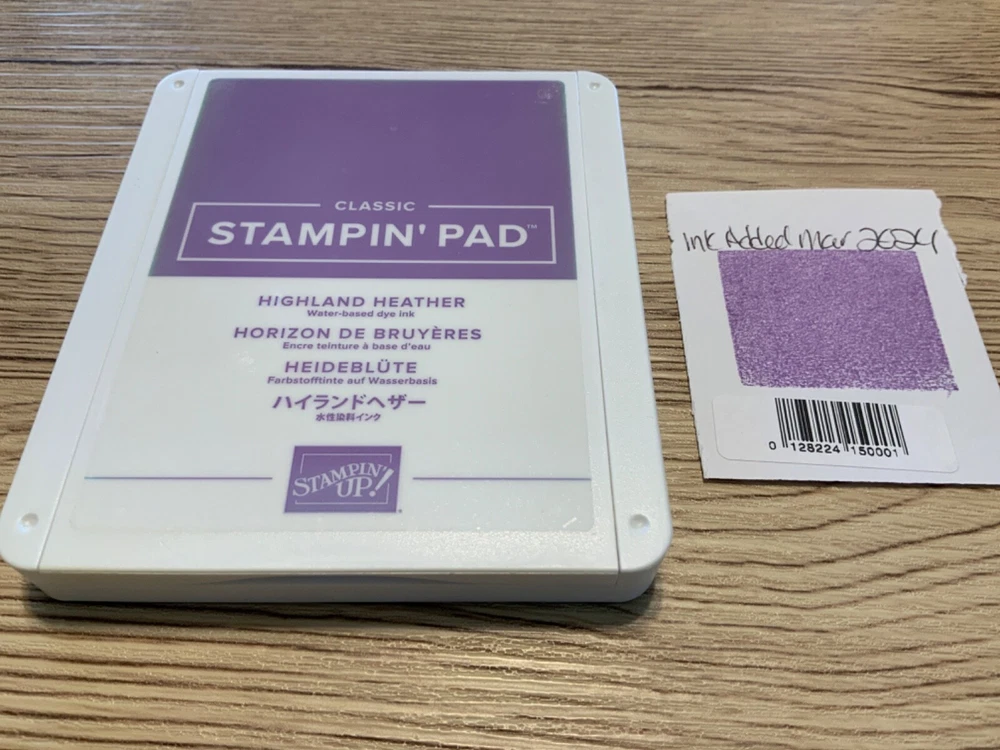 CLASSIC
STAMPIN' PAD™
HIGHLAND HEATHER
Water-based dye ink
HORIZON DE BRUYÈRES
Encre teinture à base d'eau
HEIDEBLÜTE
Farbstofftinte auf Wasserbasis
ハイランドヘザー
水性染料インク
STAMPIN'
UP!
Ink Added Mar 2024
0 128224 150001